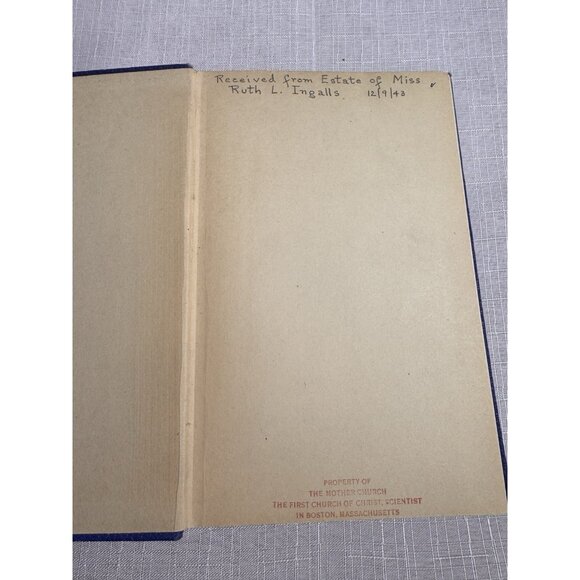 Received from Estate of Miss
Ruth L. Ingalls 12/9/43
PROPERTY OF
THE MOTHER CHURCH
THE FIRST CHURCH OF CHRIST, SCIENTIST
IN BOSTON, MASSACHUSETTS